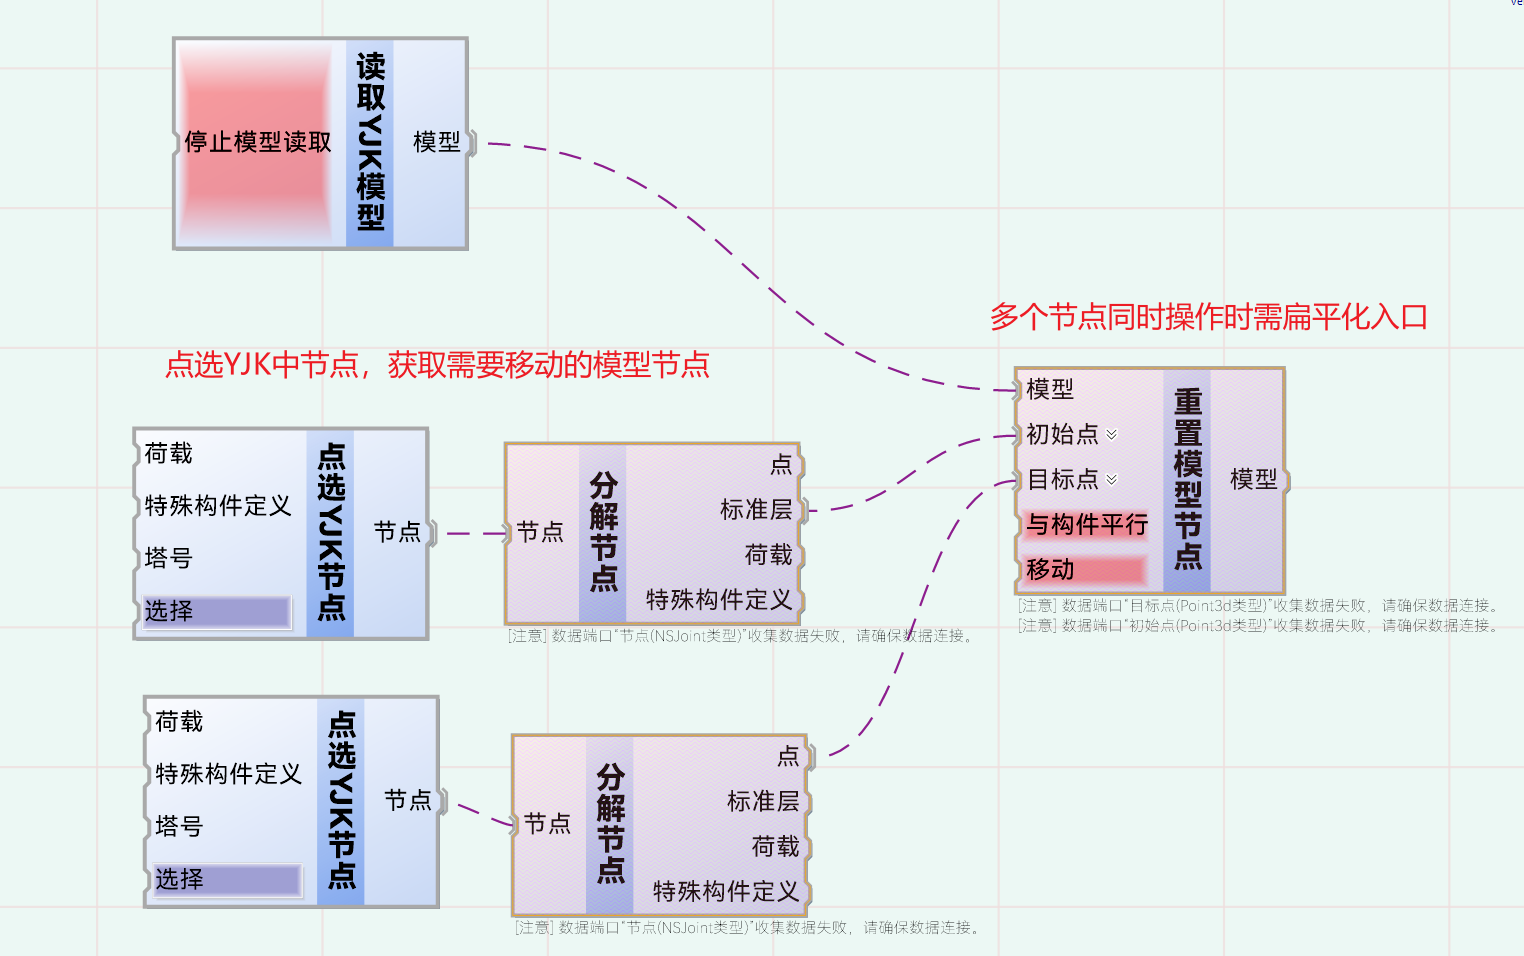 读取YJK模型
停止模型读取
模型
多个节点同时操作时需扁平化入口
点选YJK中节点，获取需要移动的模型节点
重置模型节点
模型
初始点
目标点
与构件平行
移动
模型
[注意] 数据端口“目标点(Point3d类型)”收集数据失败，请确保数据连接。
[注意] 数据端口“初始点(Point3d类型)”收集数据失败，请确保数据连接。
点选YJK节点
荷载
特殊构件定义
塔号
选择
节点
分解节点
节点
点
标准层
荷载
特殊构件定义
[注意] 数据端口“节点(NSJoint类型)”收集数据失败，请确保数据连接。
点选YJK节点
荷载
特殊构件定义
塔号
选择
节点
分解节点
节点
点
标准层
荷载
特殊构件定义
[注意] 数据端口“节点(NSJoint类型)”收集数据失败，请确保数据连接。